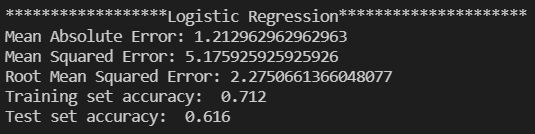 ******************Logistic Regression*********************
Mean Absolute Error: 1.212962962962963
Mean Squared Error: 5.175925925925926
Root Mean Squared Error: 2.2750661366048077
Training set accuracy:  0.712
Test set accuracy:  0.616